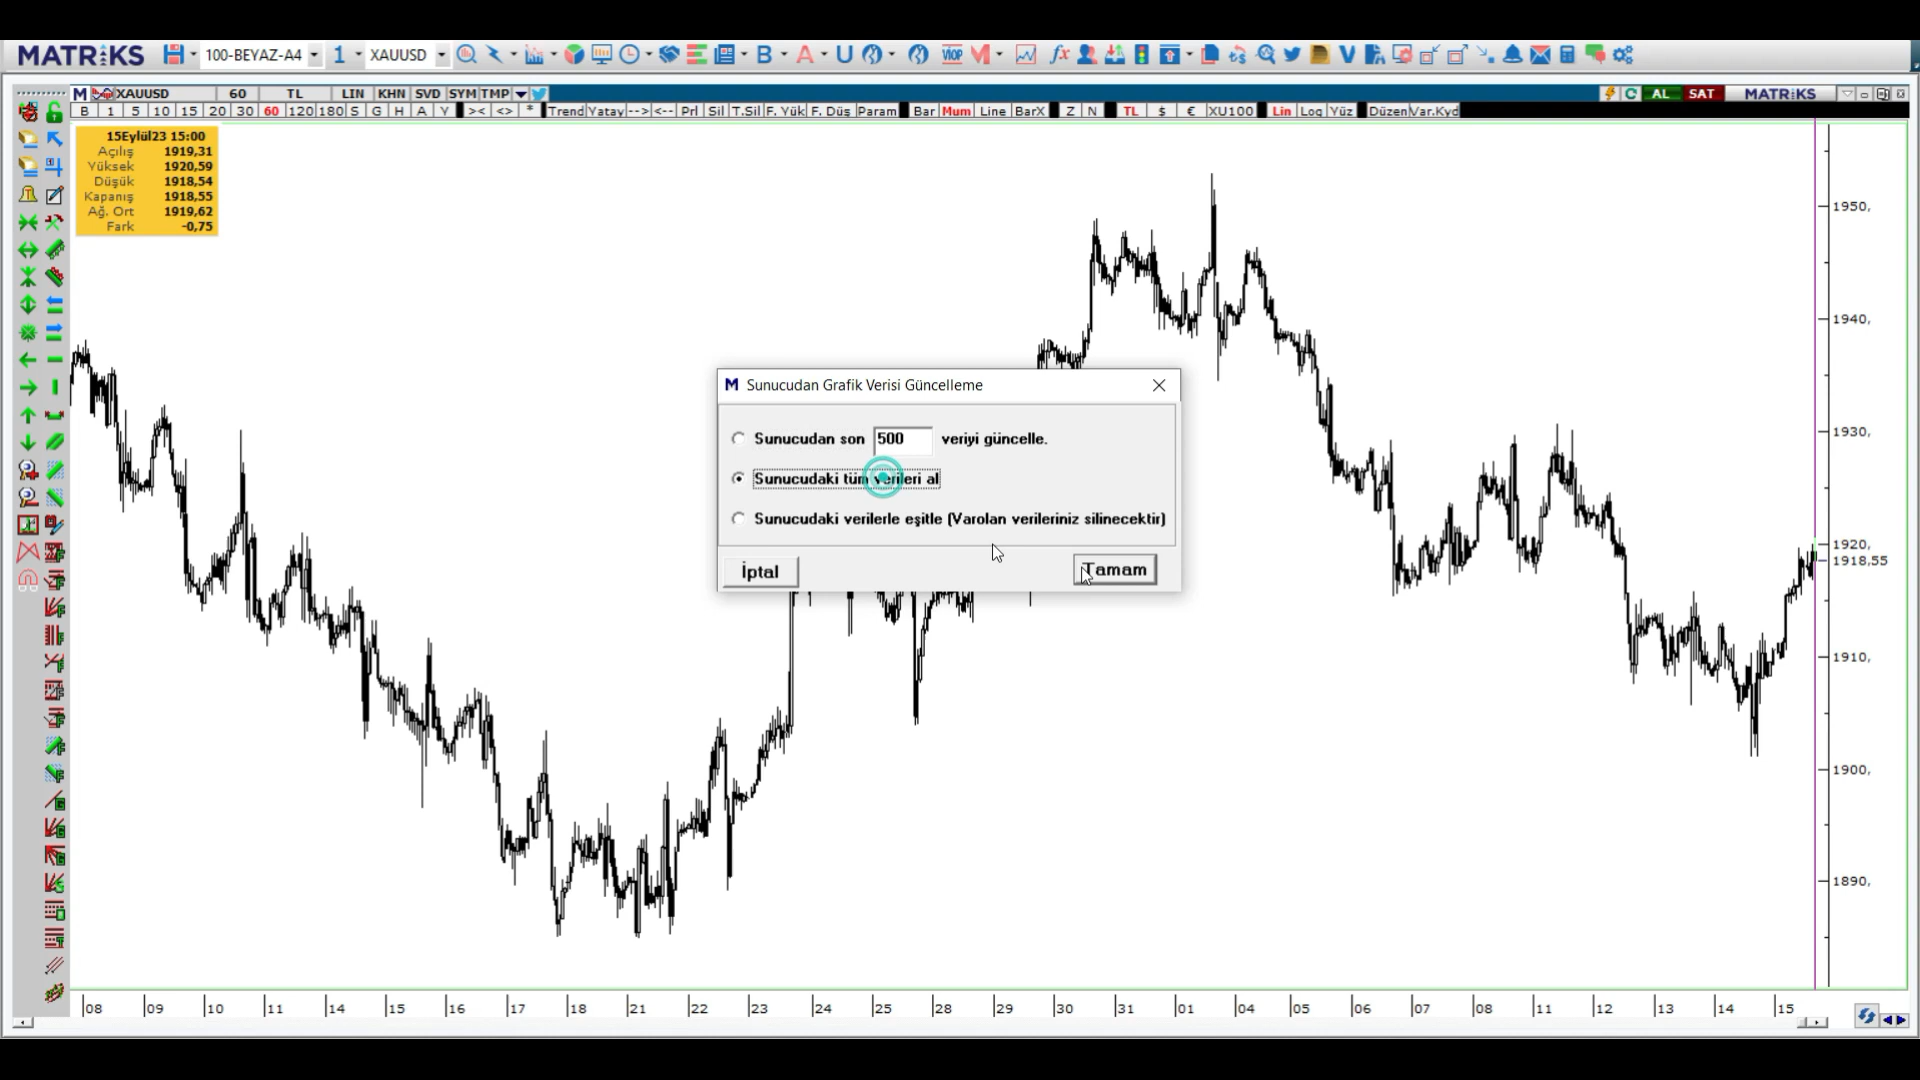 MATRiKS 100-BEYAZ-A4 1 XAUUSD B A U VIOP fx V
M XAUUSD 60 TL LIN KHN SVD SYM TMP AL SAT MATRiKS
B 1 5 10 15 20 30 60 120 180 S G H A Y >< <> * Trend Yatay --> <-- Prl Sil T.Sil F. Yük F. Düş Param Bar Mum Line BarX Z N TL $ € XU100 Lin Log Yüz Düzen Var.Kyd
15Eylül23 15:00
Açılış 1919,31
Yüksek 1920,59
Düşük 1918,54
Kapanış 1918,55
Ağ. Ort 1919,62
Fark -0,75
1950,
1940,
1930,
1920,
1918,55
1910,
1900,
1890,
M Sunucudan Grafik Verisi Güncelleme
Sunucudan son 500 veriyi güncelle.
Sunucudaki tüm verileri al
Sunucudaki verilerle eşitle (Varolan verileriniz silinecektir)
İptal Tamam
08 09 10 11 14 15 16 17 18 21 22 23 24 25 28 29 30 31 01 04 05 06 07 08 11 12 13 14 15